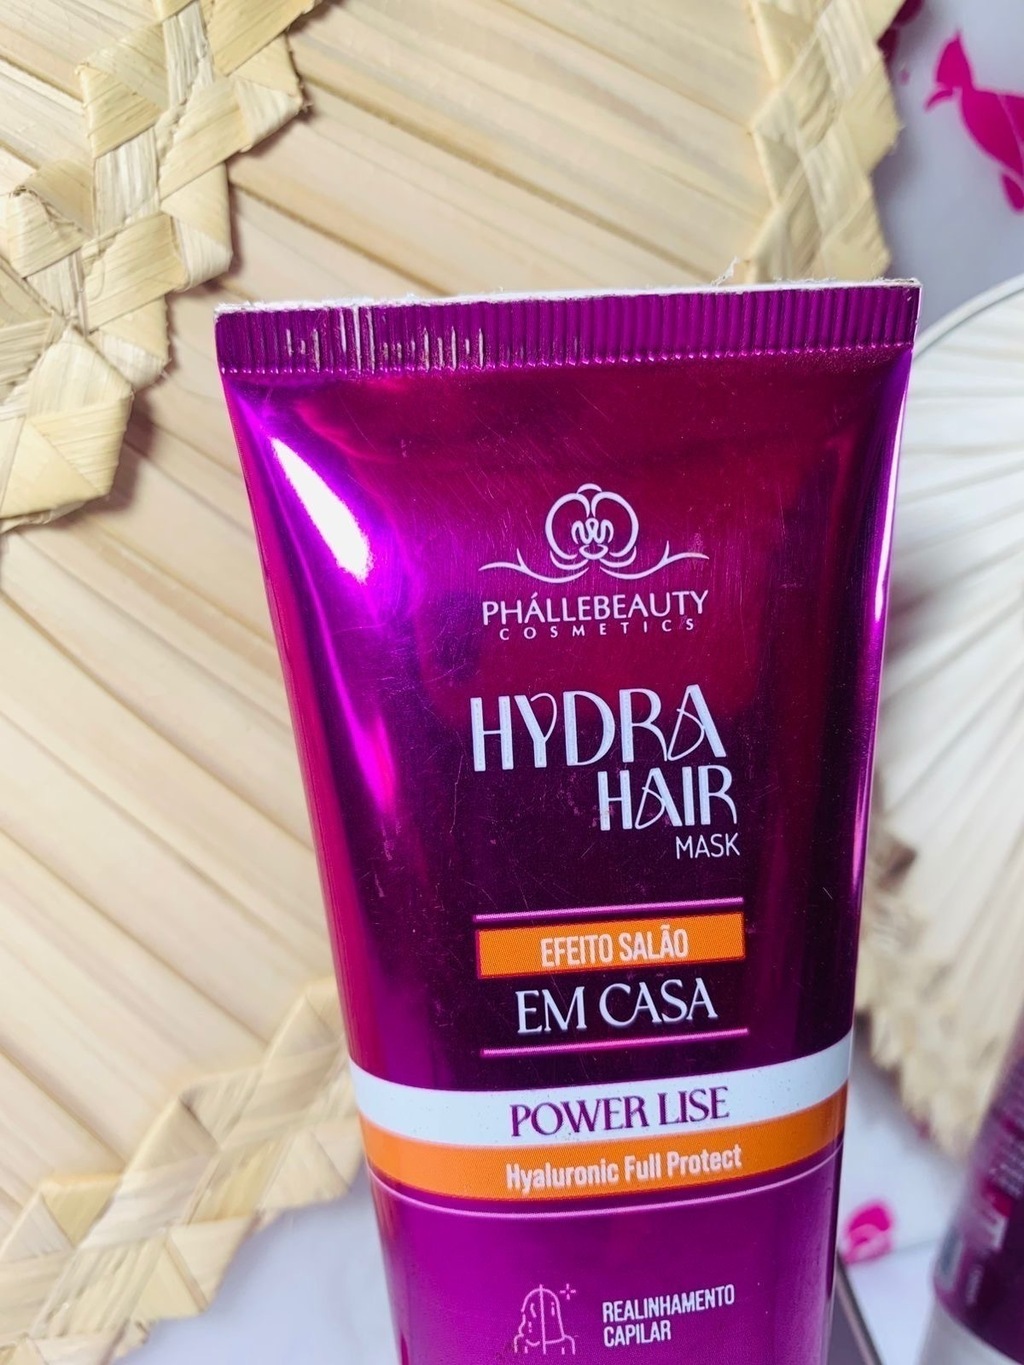 PHÁLLEBEAUTY
COSMETICS
HYDRA
HAIR
MASK
EFEITO SALÃO
EM CASA
POWER LISE
Hyaluronic Full Protect
REALINHAMENTO
CAPILAR